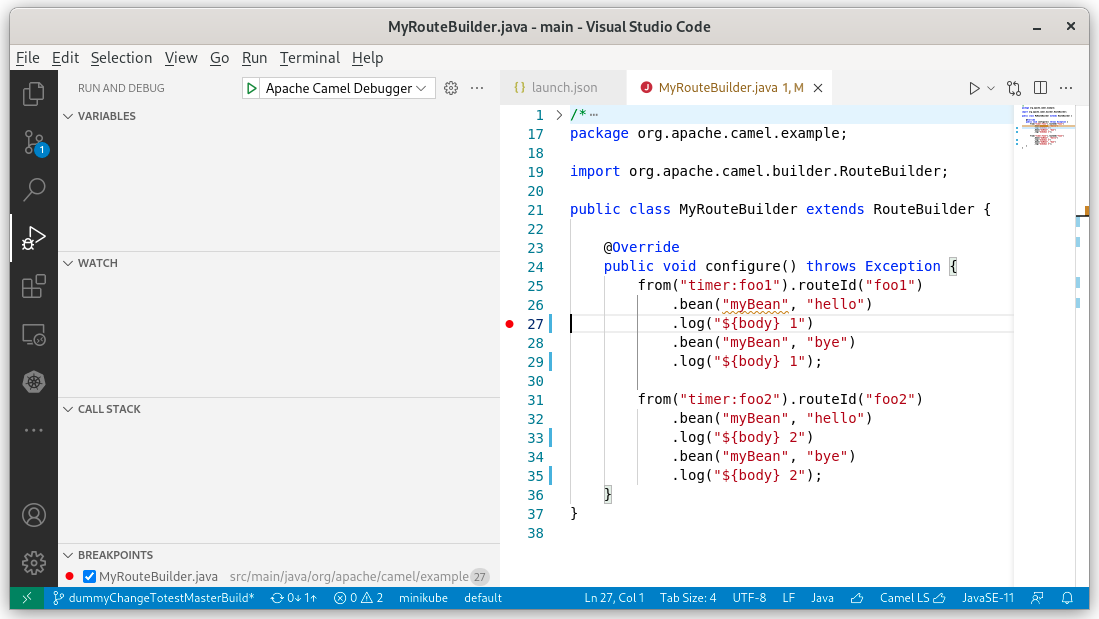 MyRouteBuilder.java - main - Visual Studio Code
File Edit Selection View Go Run Terminal Help
RUN AND DEBUG
Apache Camel Debugger
launch.json
MyRouteBuilder.java 1, M
VARIABLES
WATCH
CALL STACK
BREAKPOINTS
MyRouteBuilder.java src/main/java/org/apache/camel/example 27
1
1 /*
17 package org.apache.camel.example;
18
19 import org.apache.camel.builder.RouteBuilder;
20
21 public class MyRouteBuilder extends RouteBuilder {
22
23 @Override
24 public void configure() throws Exception {
25 from("timer:foo1").routeId("foo1")
26 .bean("myBean", "hello")
27 .log("${body} 1")
28 .bean("myBean", "bye")
29 .log("${body} 1");
30
31 from("timer:foo2").routeId("foo2")
32 .bean("myBean", "hello")
33 .log("${body} 2")
34 .bean("myBean", "bye")
35 .log("${body} 2");
36 }
37 }
38
dummyChangeTotestMasterBuild* 0↓ 1↑ 0 2 minikube default Ln 27, Col 1 Tab Size: 4 UTF-8 LF Java Camel LS JavaSE-11